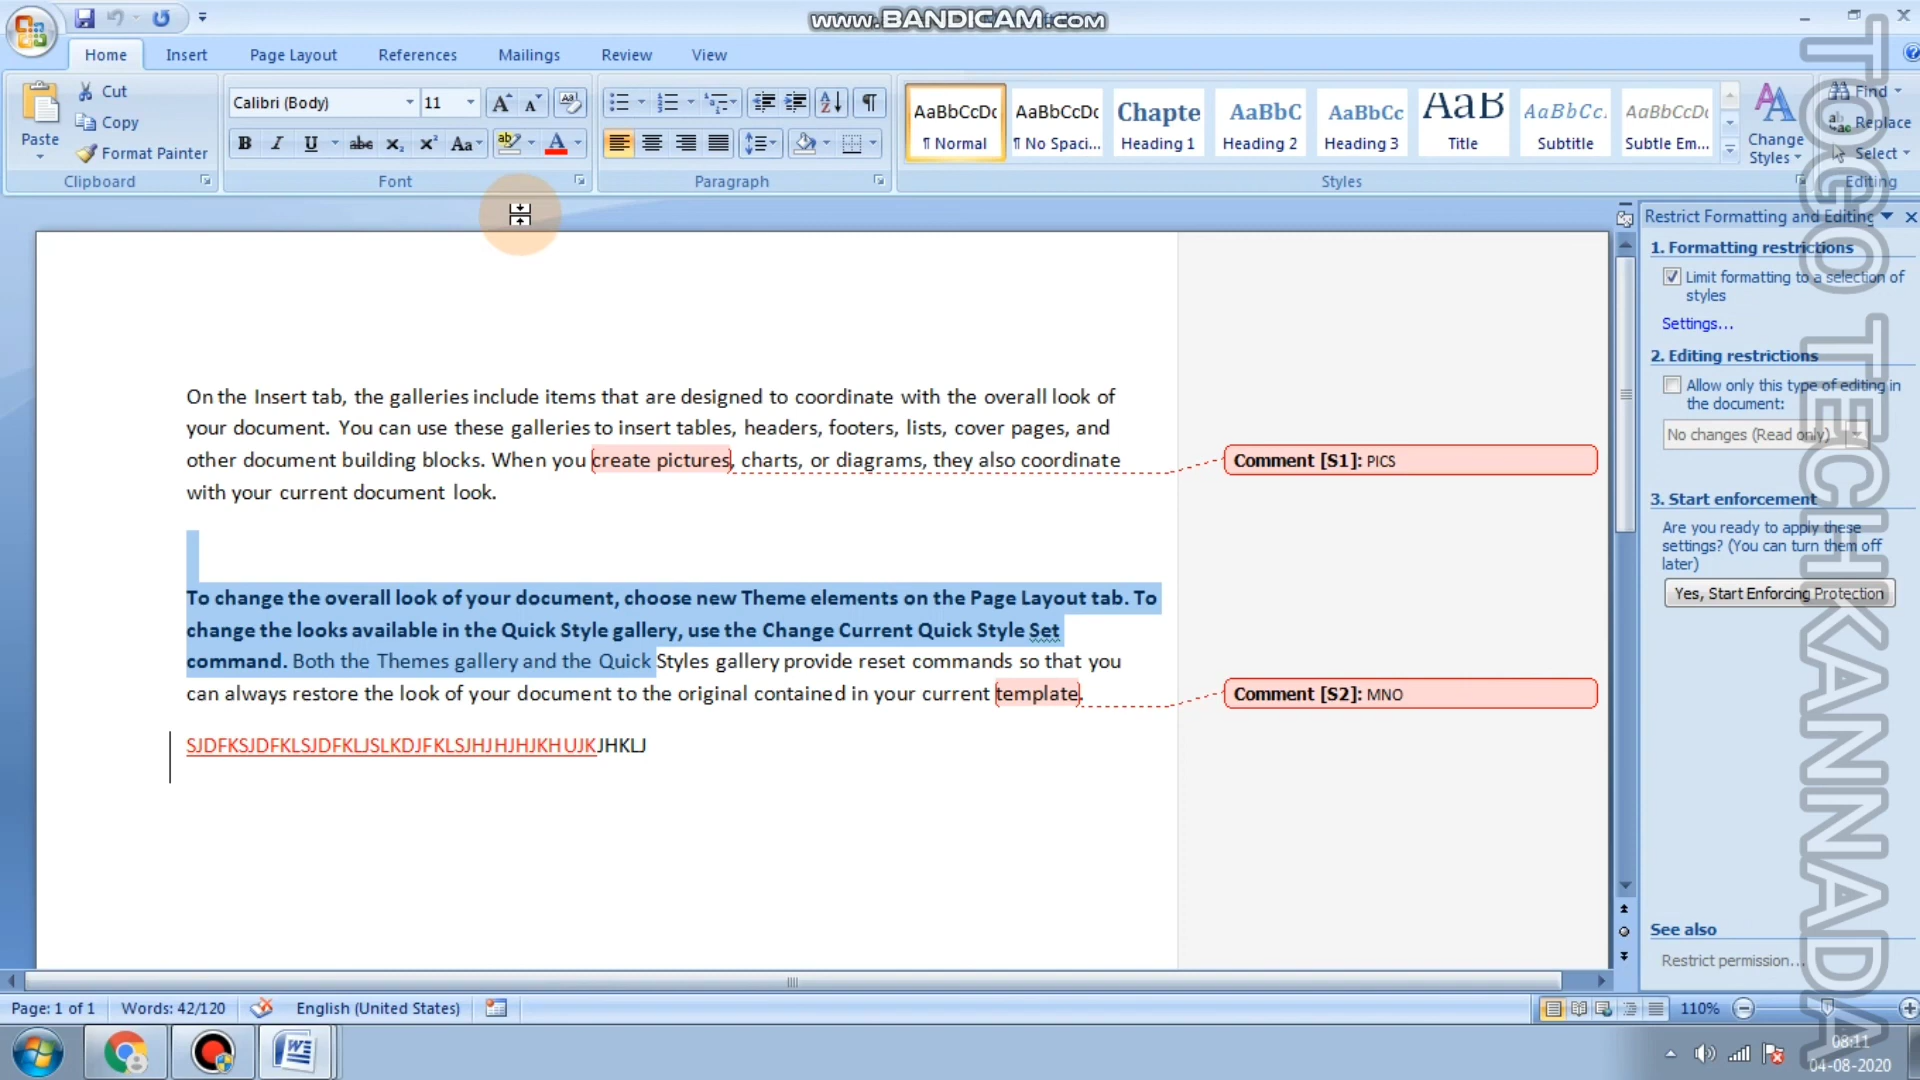 www.BANDICAM.com
Home Insert Page Layout References Mailings Review View
Paste
Cut
Copy
Format Painter
Clipboard
Calibri (Body) 11
Font
Paragraph
AaBbCcDc AaBbCcDc Chapte AaBbC AaBbCc AaB AaBbCc. AaBbCcDc
¶ Normal ¶ No Spaci... Heading 1 Heading 2 Heading 3 Title Subtitle Subtle Em...
Change Styles
Styles
Find
Replace
Select
Editing
On the Insert tab, the galleries include items that are designed to coordinate with the overall look of
your document. You can use these galleries to insert tables, headers, footers, lists, cover pages, and
other document building blocks. When you create pictures, charts, or diagrams, they also coordinate
with your current document look.
Comment [S1]: PICS
To change the overall look of your document, choose new Theme elements on the Page Layout tab. To
change the looks available in the Quick Style gallery, use the Change Current Quick Style Set
command. Both the Themes gallery and the Quick Styles gallery provide reset commands so that you
can always restore the look of your document to the original contained in your current template.
Comment [S2]: MNO
SJDFKSJDFKLSJDFKLJSLKDJFKLSJHJHJHJKHUJKJHKLJ
Restrict Formatting and Editing
1. Formatting restrictions
Limit formatting to a selection of
styles
Settings...
2. Editing restrictions
Allow only this type of editing in
the document:
No changes (Read only)
3. Start enforcement
Are you ready to apply these
settings? (You can turn them off
later)
Yes, Start Enforcing Protection
See also
Restrict permission...
TOGO TECHKANNADA
Page: 1 of 1 Words: 42/120 English (United States) 110%
08:11
04-08-2020